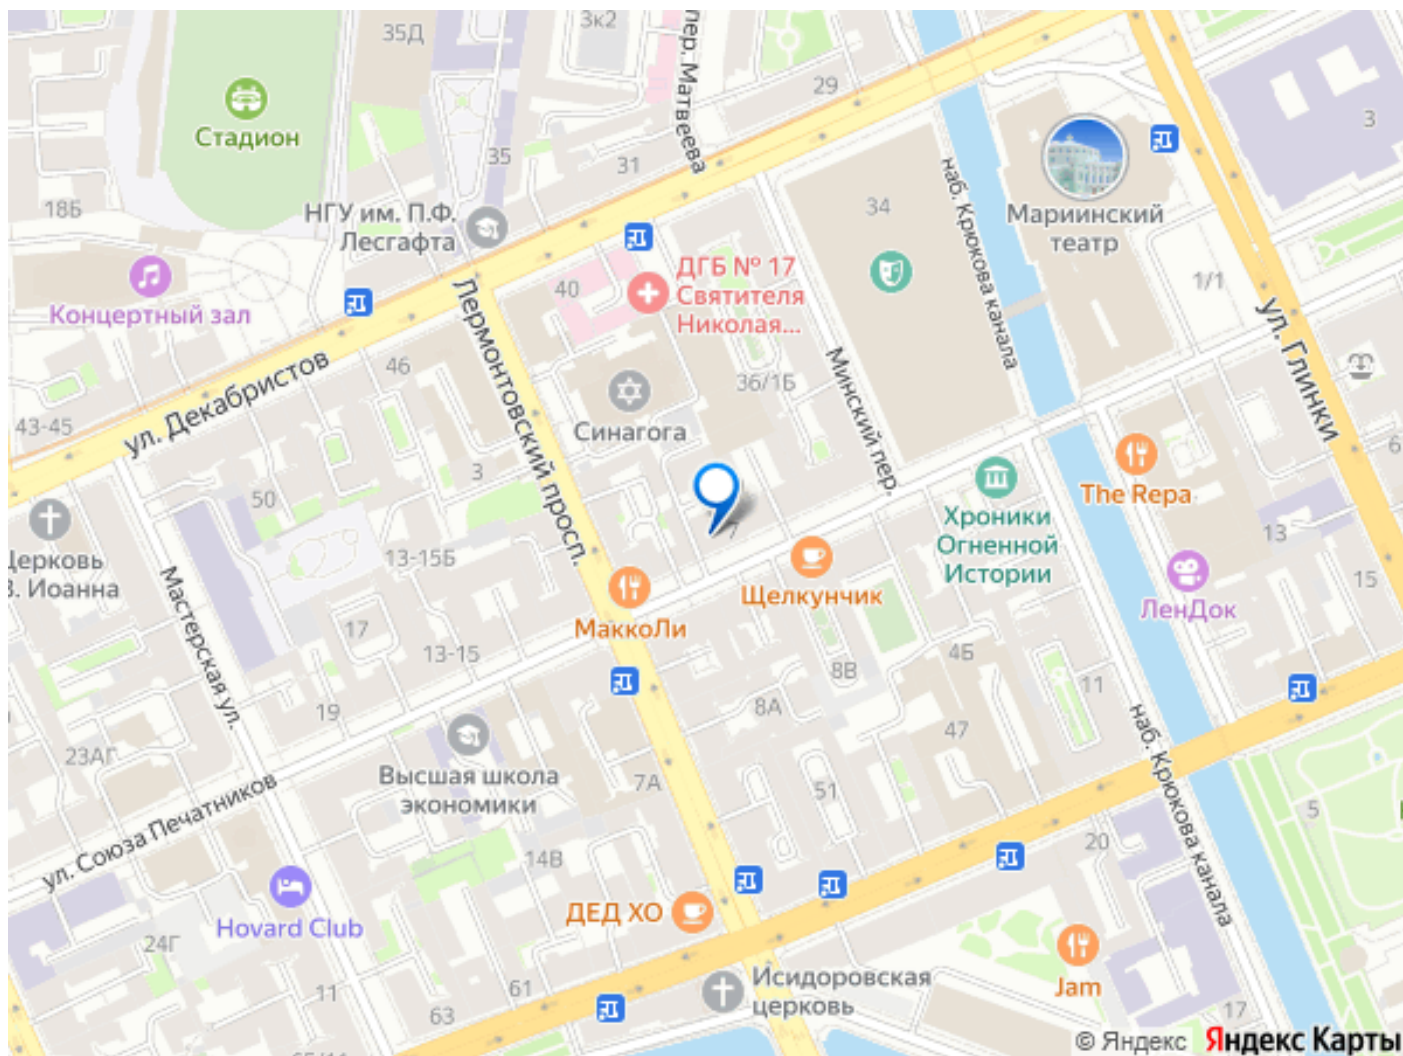 35Д
3к2
пер. Матвеева
29
Стадион
3
35
31
18Б
НГУ им. П.Ф.
Лесгафта
34
наб. Крюкова канала
Мариинский
театр
1/1
Концертный зал
40
ДГБ № 17
Святителя
Николая...
ул. Глинки
Лермонтовский просп.
Минский пер.
46
36/1Б
ул. Декабристов
43-45
Синагога
3
6
50
The Repa
Хроники
Огненной
Истории
13
Церковь
В. Иоанна
13-15Б
15
Щелкунчик
ЛенДок
МаккоЛи
Мастерская ул.
17
13-15
4Б
8В
11
19
8А
47
наб. Крюкова канала
23АГ
Высшая школа
экономики
7А
51
5
ул. Союза Печатников
14В
20
Hovard Club
ДЕД ХО
24Г
Jam
Исидоровская
церковь
11
61
63
17
© Яндекс Яндекс Карты